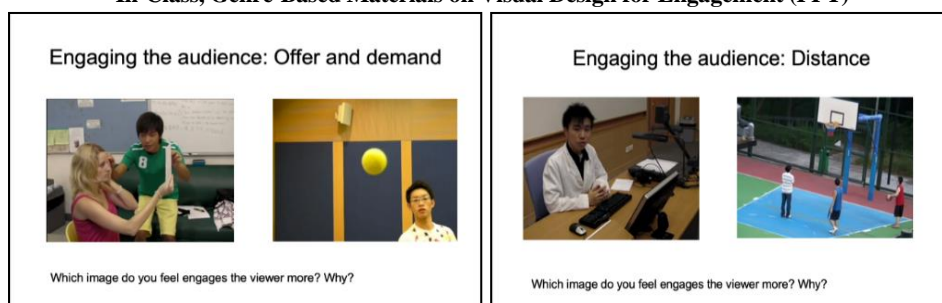 In-Class, Genre-Based Materials on Visual Design for Engagement (PPT)
Engaging the audience: Offer and demand
8
Which image do you feel engages the viewer more? Why?
Engaging the audience: Distance
Which image do you feel engages the viewer more? Why?